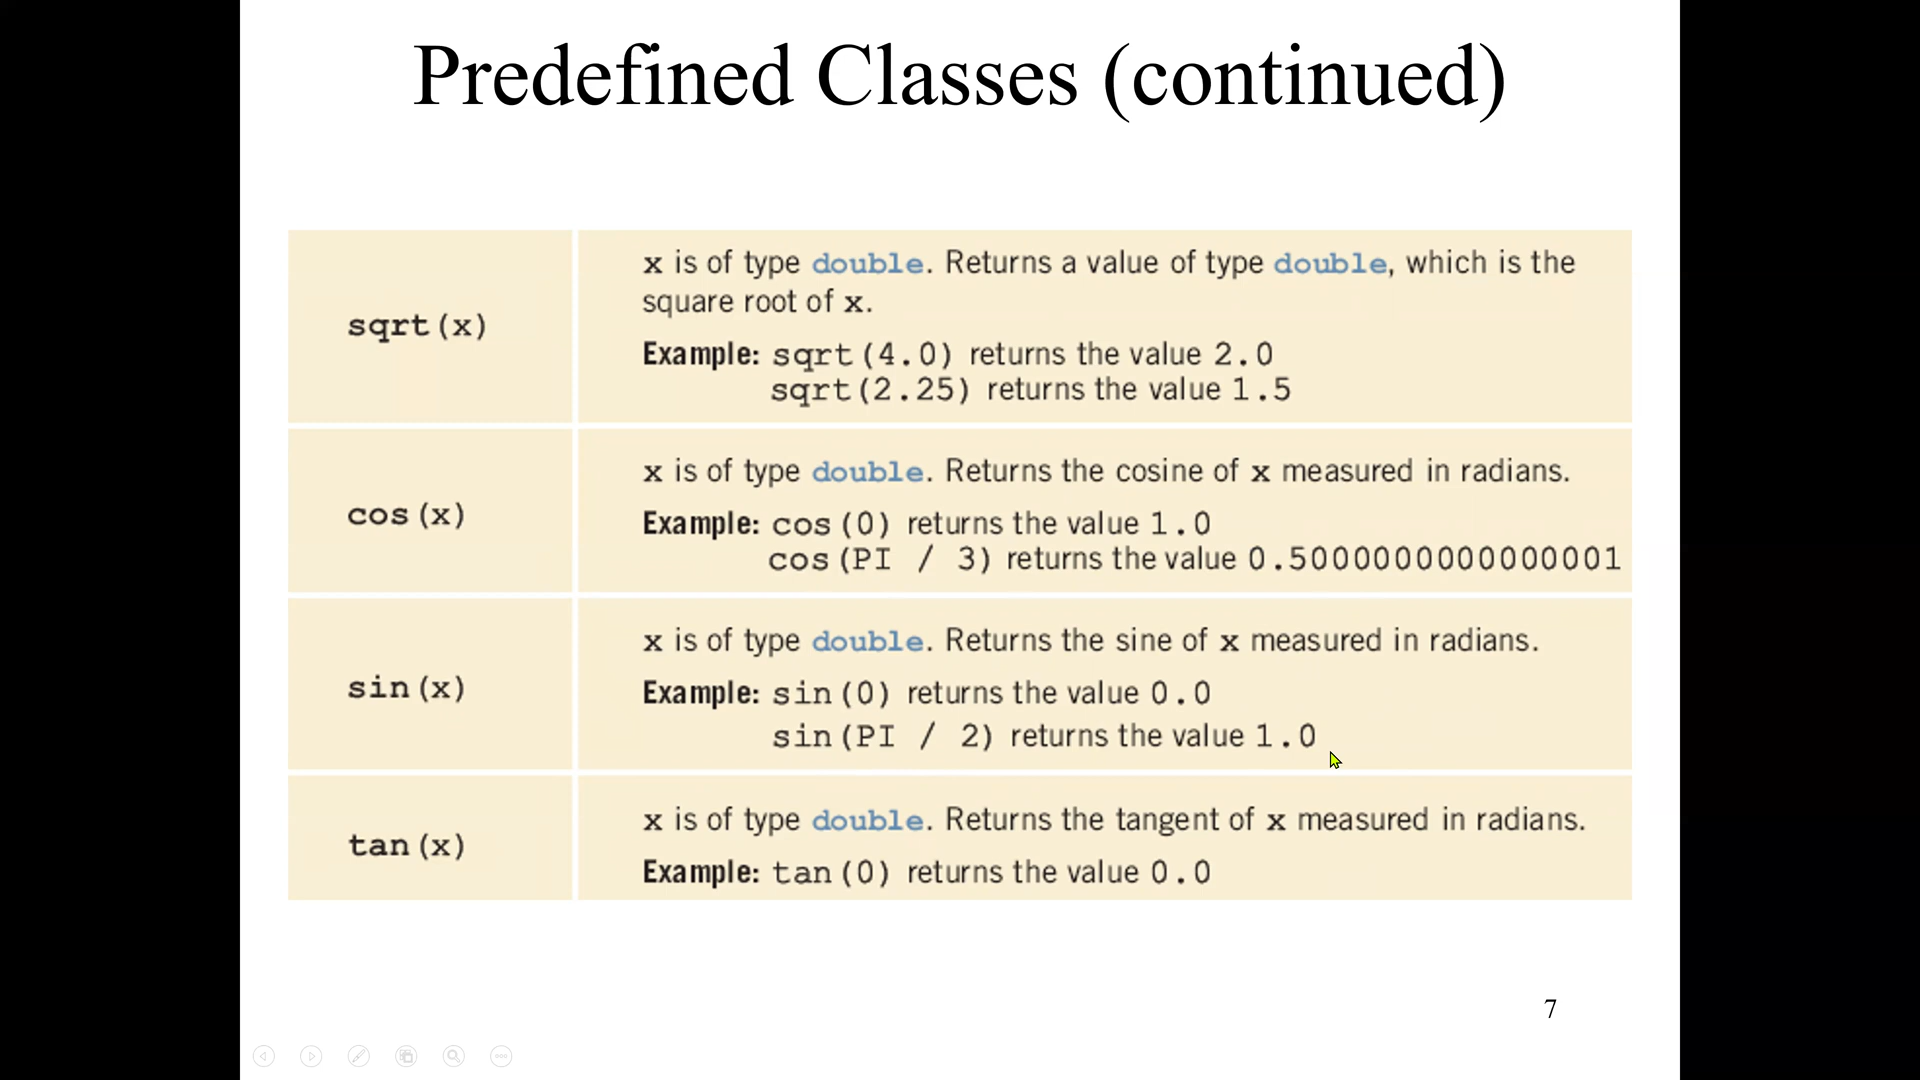 Predefined Classes (continued)
sqrt(x)
x is of type double. Returns a value of type double, which is the
square root of x.
Example: sqrt(4.0) returns the value 2.0
sqrt(2.25) returns the value 1.5
cos(x)
x is of type double. Returns the cosine of x measured in radians.
Example: cos(0) returns the value 1.0
cos(PI / 3) returns the value 0.5000000000000001
sin(x)
x is of type double. Returns the sine of x measured in radians.
Example: sin(0) returns the value 0.0
sin(PI / 2) returns the value 1.0
tan(x)
x is of type double. Returns the tangent of x measured in radians.
Example: tan(0) returns the value 0.0
7